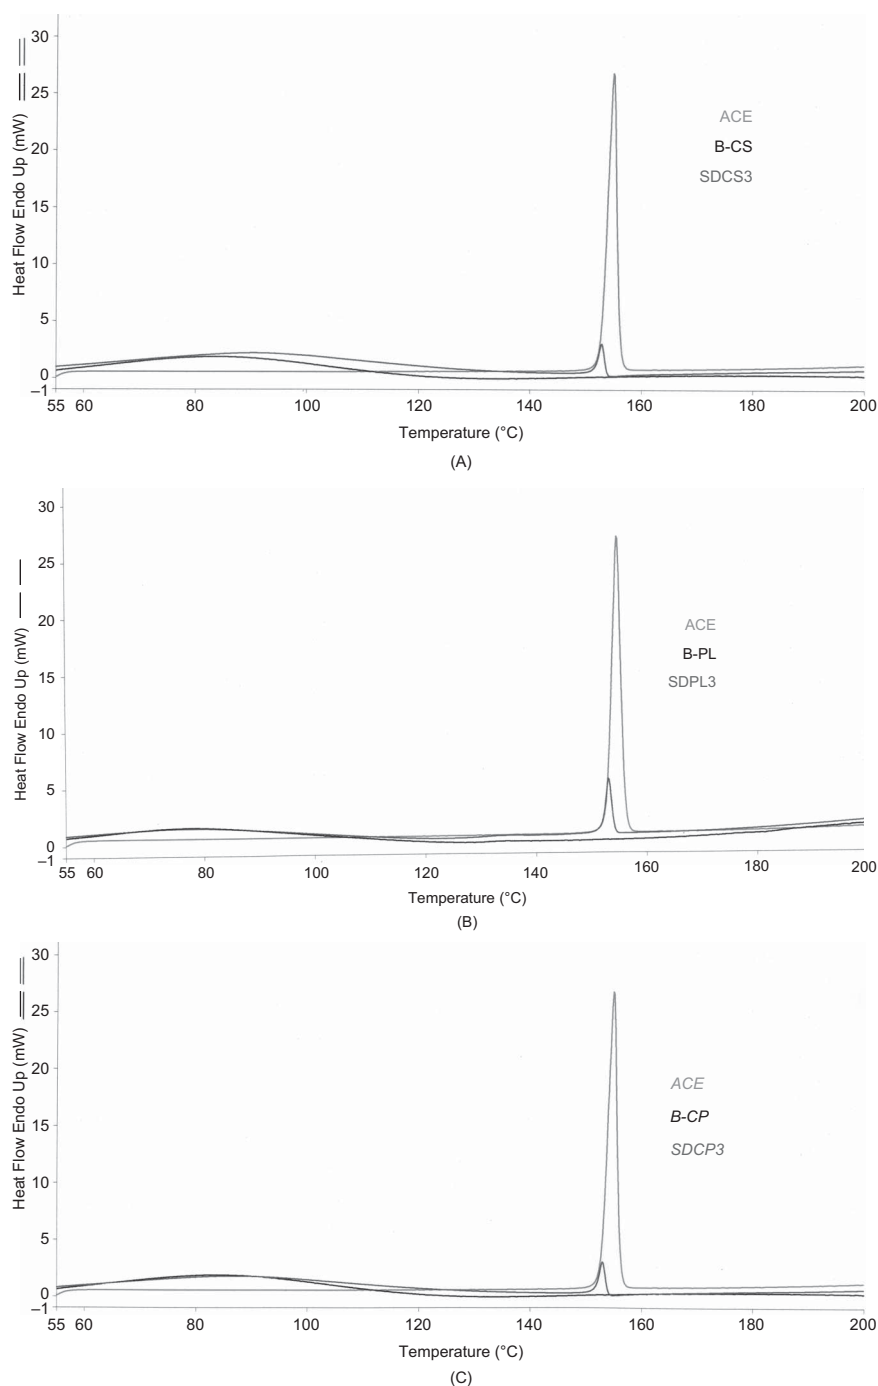 30
25
20
15
10
5
0
–1
Heat Flow Endo Up (mW)
ACE
B-CS
SDCS3
55 60 80 100 120 140 160 180 200
Temperature (°C)
(A)
30
25
20
15
10
5
0
–1
Heat Flow Endo Up (mW)
ACE
B-PL
SDPL3
55 60 80 100 120 140 160 180 200
Temperature (°C)
(B)
30
25
20
15
10
5
0
–1
Heat Flow Endo Up (mW)
ACE
B-CP
SDCP3
55 60 80 100 120 140 160 180 200
Temperature (°C)
(C)